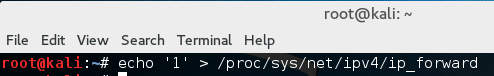 root@kali: ~
File Edit View Search Terminal Help
root@kali:~# echo '1' > /proc/sys/net/ipv4/ip_forward